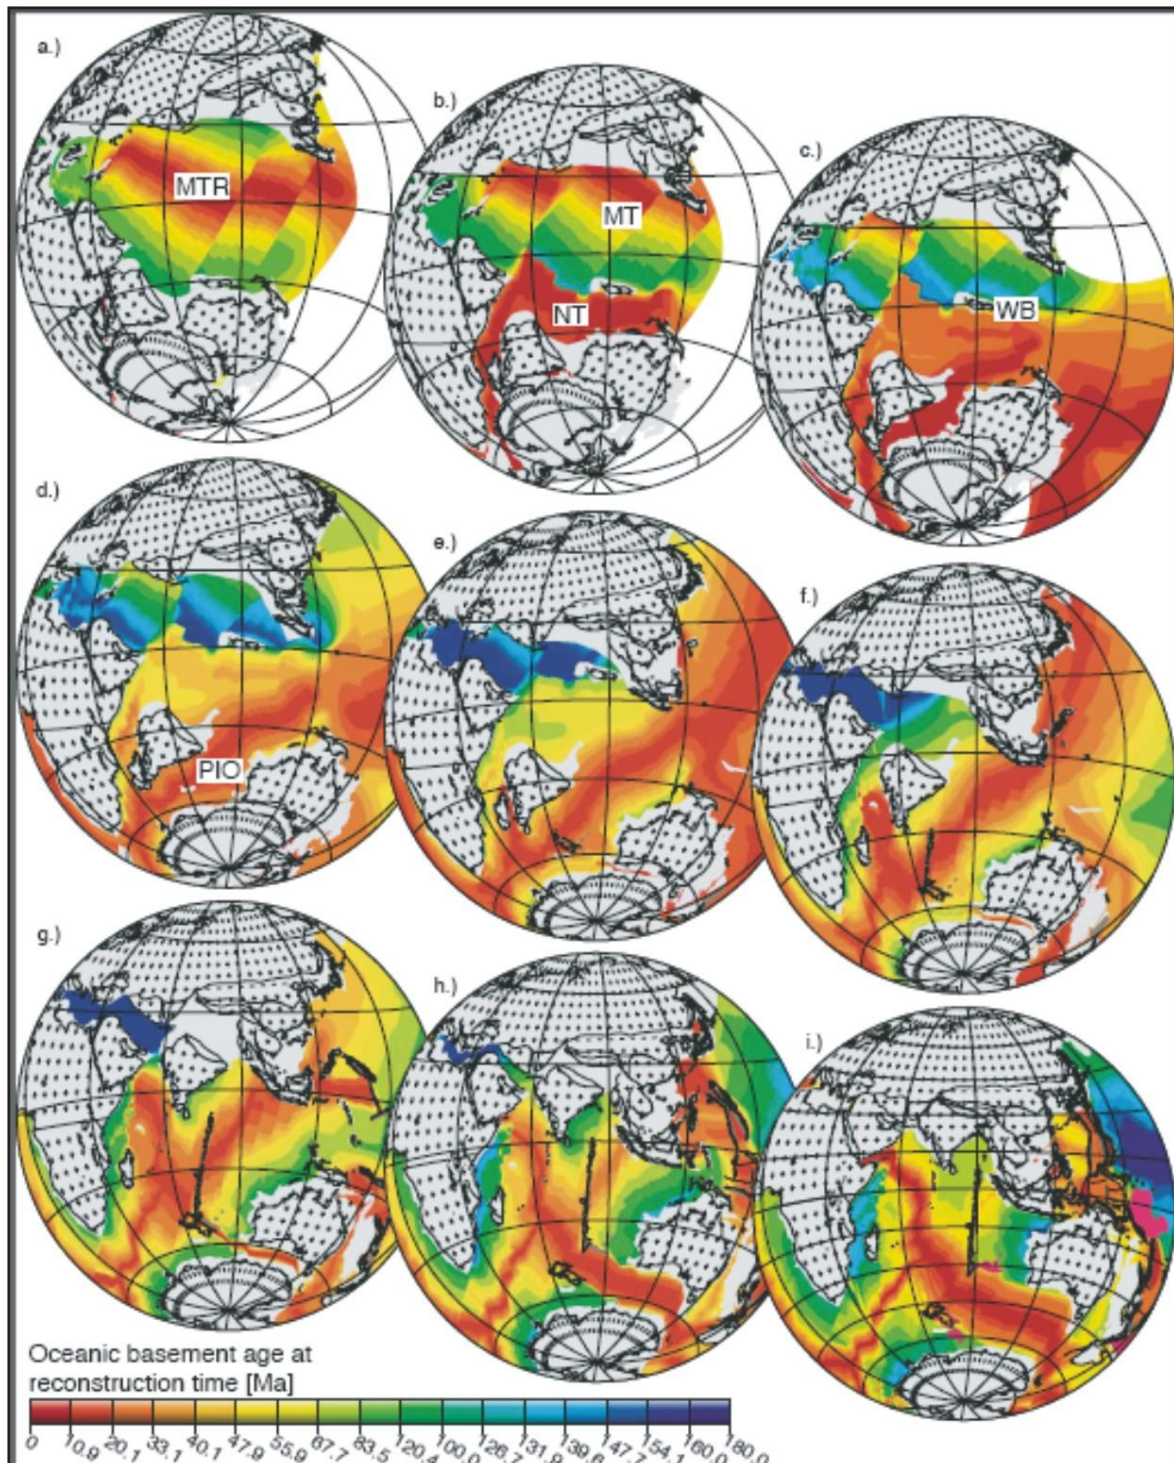 a.)
MTR
b.)
MT
NT
c.)
WB
d.)
PIO
e.)
f.)
g.)
h.)
i.)
Oceanic basement age at
reconstruction time [Ma]
0 10.9 20.1 33.1 40.1 47.9 55.9 67.7 83.5 120.4 100.0 126.7 131.9 139.6 147.7 154.1 160.0 180.0